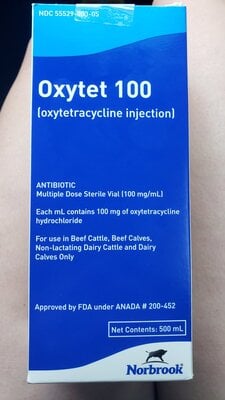 Oxytet 100
(oxytetracycline injection)
ANTIBIOTIC
Multiple Dose Sterile Vial (100 mg/mL)
Each mL contains 100 mg of oxytetracycline
hydrochloride
For use in Beef Cattle, Beef Calves,
Non-lactating Dairy Cattle and Dairy
Calves Only
Approved by FDA under ANADA # 200-452
Net Contents: 500 mL
Norbrook